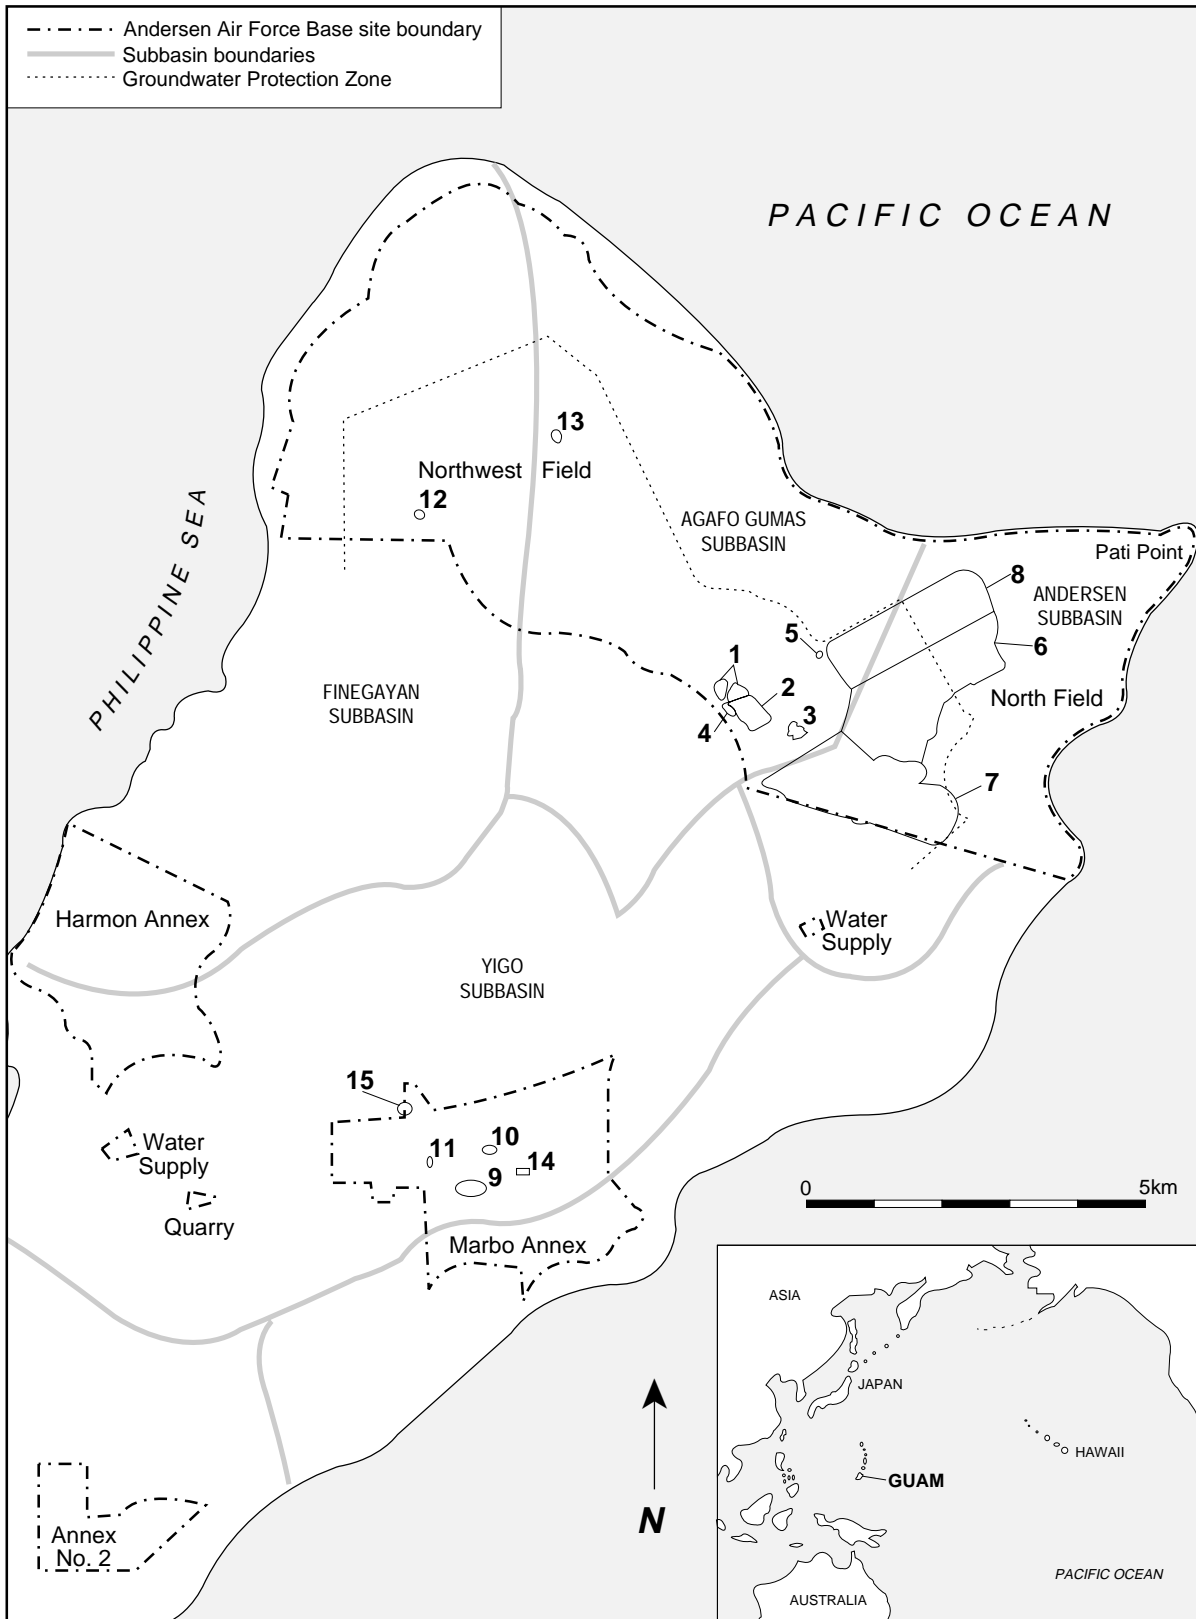 Andersen Air Force Base site boundary
Subbasin boundaries
Groundwater Protection Zone
PACIFIC OCEAN
PHILIPPINE SEA
13
Northwest Field
12
AGAFO GUMAS
SUBBASIN
Pati Point
8
ANDERSEN
SUBBASIN
5
6
1
2
FINEGAYAN
SUBBASIN
North Field
3
4
7
Harmon Annex
Water
Supply
YIGO
SUBBASIN
15
10
11
14
9
Water
Supply
Quarry
Marbo Annex
0 5km
ASIA
JAPAN
HAWAII
GUAM
PACIFIC OCEAN
AUSTRALIA
N
Annex
No. 2